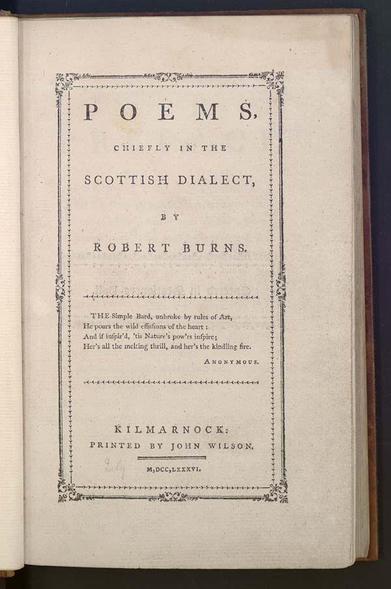 POEMS,
CHIEFLY IN THE
SCOTTISH DIALECT,
BY
ROBERT BURNS.
THE Simple Bard, unbroke by rules of Art,
He pours the wild effuſions of the heart:
And if inſpir'd, 'tis Nature's pow'rs inſpire;
Her's all the melting thrill, and her's the kindling fire.
ANONYMOUS.
KILMARNOCK:
PRINTED BY JOHN WILSON.
M,DCC,LXXXVI.